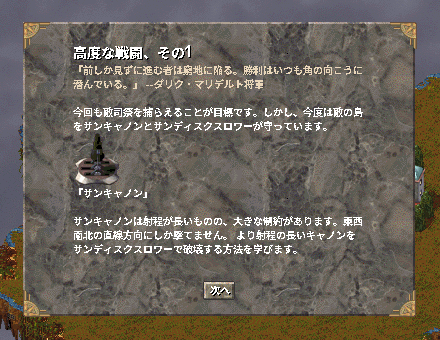 高度な戦闘、その1
『前しか見ずに進む者は窮地に陥る。勝利はいつも角の向こうに
潜んでいる。』 --ダリク・マリデルト将軍
今回も敵司祭を捕らえることが目標です。しかし、今度は敵の島
をサンキャノンとサンディスクスロワーが守っています。
『サンキャノン』
サンキャノンは射程が長いものの、大きな制約があります。東西
南北の直線方向にしか撃てません。 より射程の長いキャノンを
サンディスクスロワーで破壊する方法を学びます。
次へ